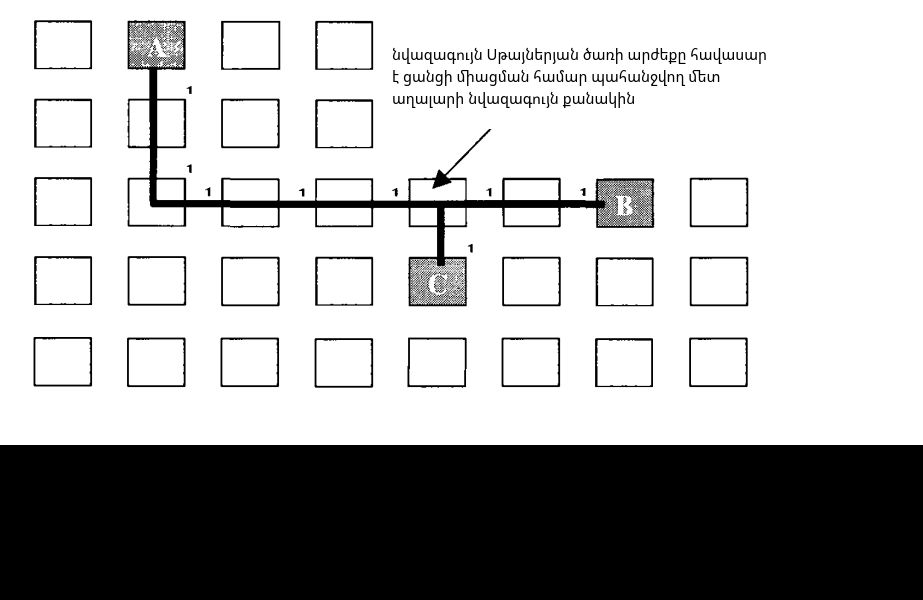 A
նվազագույն Սթայներյան ծառի արժեքը հավասար
է ցանցի միացման համար պահանջվող մետ
աղալարի նվազագույն քանակին
1
1
1 1 1 1 1
B
1
C